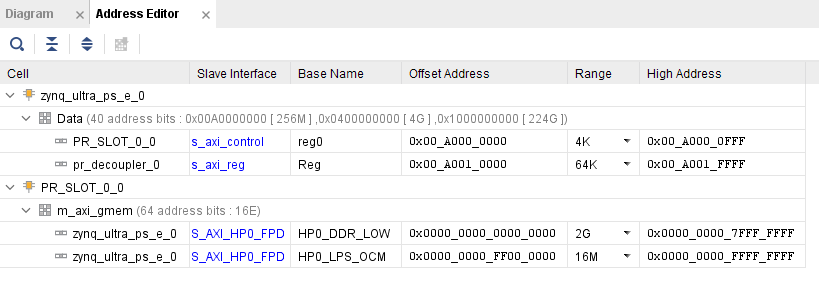 Diagram × Address Editor ×
Cell Slave Interface Base Name Offset Address Range High Address
zynq_ultra_ps_e_0
Data (40 address bits : 0x00A0000000 [ 256M ] ,0x0400000000 [ 4G ] ,0x1000000000 [ 224G ])
PR_SLOT_0_0 s_axi_control reg0 0x00_A000_0000 4K 0x00_A000_0FFF
pr_decoupler_0 s_axi_reg Reg 0x00_A001_0000 64K 0x00_A001_FFFF
PR_SLOT_0_0
m_axi_gmem (64 address bits : 16E)
zynq_ultra_ps_e_0 S_AXI_HP0_FPD HP0_DDR_LOW 0x0000_0000_0000_0000 2G 0x0000_0000_7FFF_FFFF
zynq_ultra_ps_e_0 S_AXI_HP0_FPD HP0_LPS_OCM 0x0000_0000_FF00_0000 16M 0x0000_0000_FFFF_FFFF